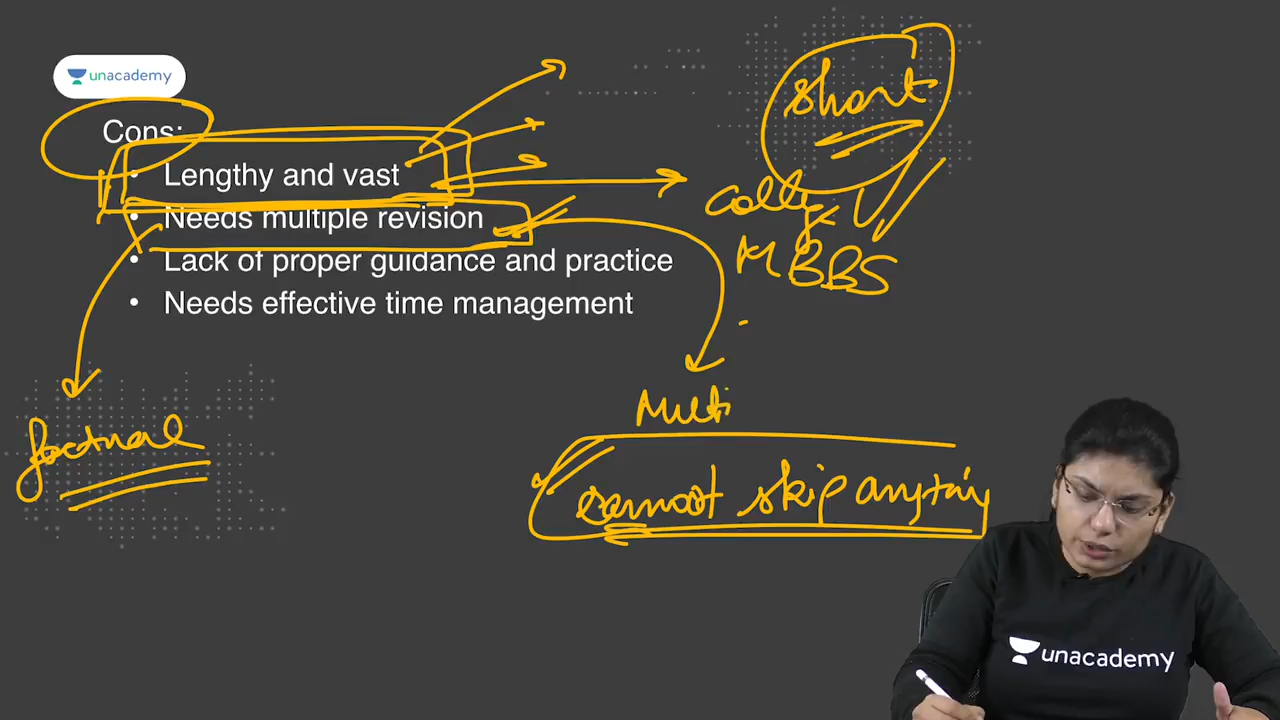 unacademy
Cons:
• Lengthy and vast
• Needs multiple revision
• Lack of proper guidance and practice
• Needs effective time management
short
MBBS
factual
Multi
cannot skip anything
unacademy